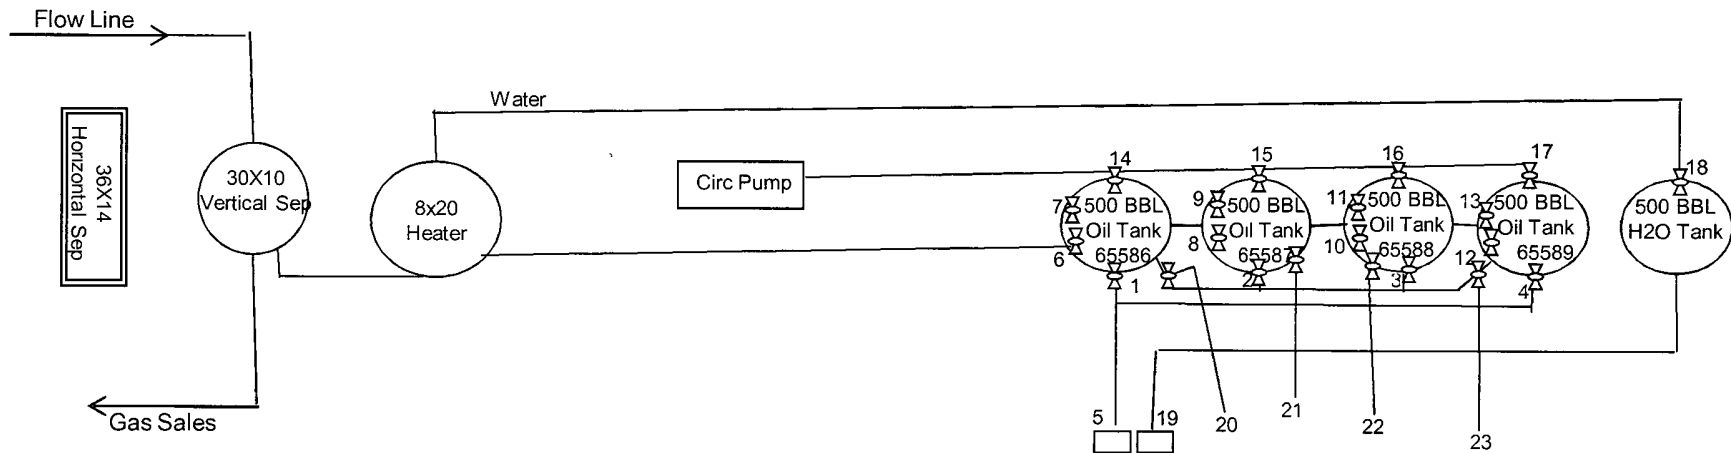 Flow Line
36X14
Horizontal Sep
30X10
Vertical Sep
Gas Sales
Water
8x20
Heater
Circ Pump
14
15
16
17
18
7
500 BBL
Oil Tank
65586
6
1
9
500 BBL
Oil Tank
65587
8
2
11
500 BBL
Oil Tank
65588
10
3
13
500 BBL
Oil Tank
65589
12
4
500 BBL
H2O Tank
5
19
20
21
22
23